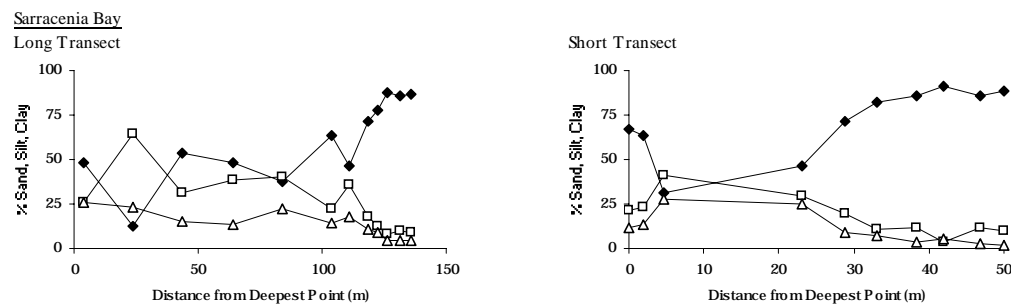 Sarracenia Bay
Long Transect
100
75
50
25
0
% Sand, Silt, Clay
0 50 100 150
Distance from Deepest Point (m)
Short Transect
100
75
50
25
0
% Sand, Silt, Clay
0 10 20 30 40 50
Distance from Deepest Point (m)